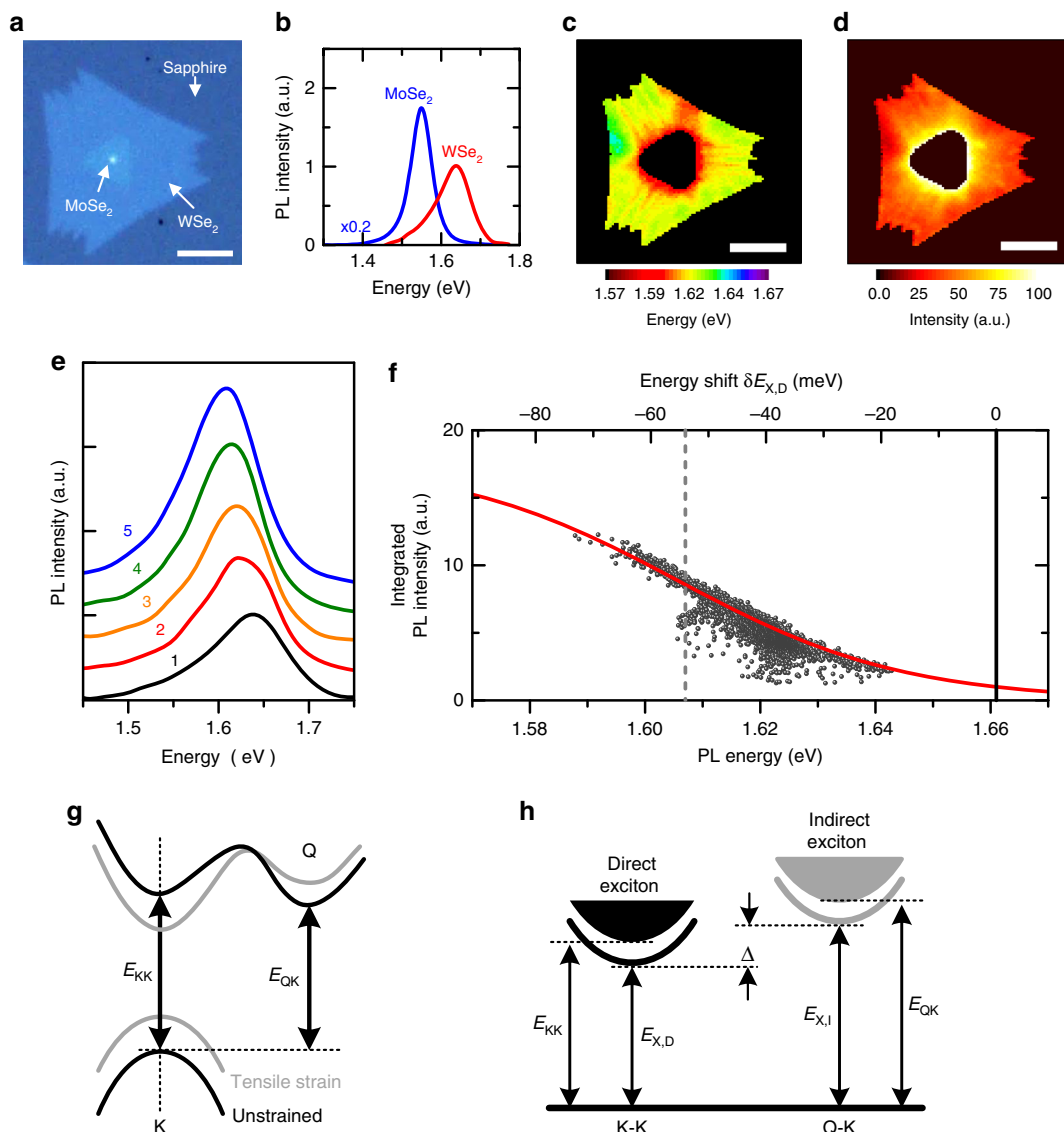 a
Sapphire
MoSe2
WSe2
b
PL intensity (a.u.)
2
1
0
MoSe2
WSe2
x0.2
1.4 1.6 1.8
Energy (eV)
c
1.57 1.59 1.62 1.64 1.67
Energy (eV)
d
0.0 25 50 75 100
Intensity (a.u.)
e
PL intensity (a.u.)
5
4
3
2
1
1.5 1.6 1.7
Energy ( eV)
f
Energy shift δEX,D (meV)
−80 −60 −40 −20 0
Integrated
PL intensity (a.u.)
20
10
0
1.58 1.60 1.62 1.64 1.66
PL energy (eV)
g
Q
EKK
EQK
Tensile strain
Unstrained
K
h
Indirect
exciton
Direct
exciton
Δ
EKK
EX,D
EX,I
EQK
K-K
Q-K